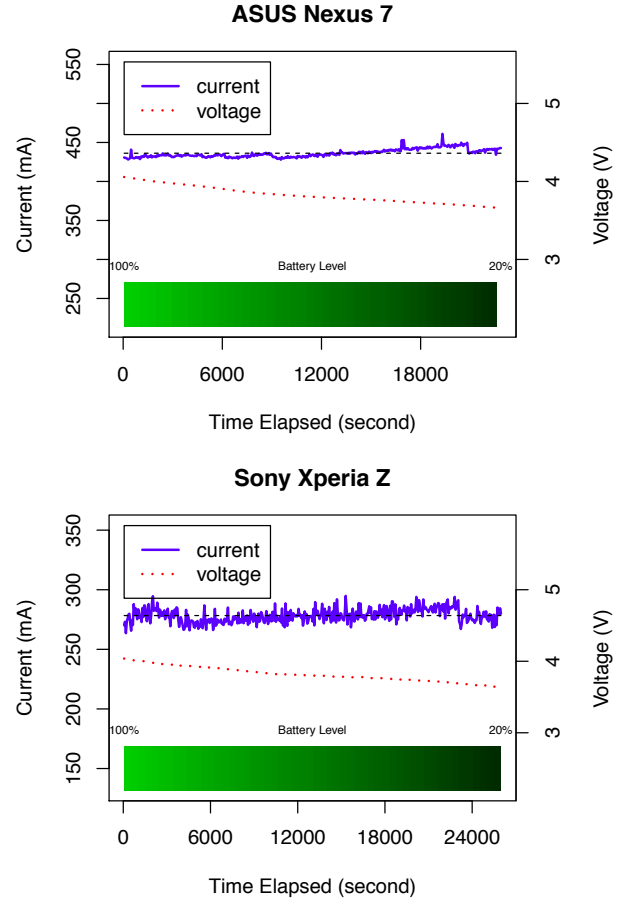 ASUS Nexus 7
550
450
350
250
Current (mA)
current
voltage
5
4
3
Voltage (V)
100%
Battery Level
20%
0
6000
12000
18000
Time Elapsed (second)
Sony Xperia Z
350
300
250
200
150
Current (mA)
current
voltage
5
4
3
Voltage (V)
100%
Battery Level
20%
0
6000
12000
18000
24000
Time Elapsed (second)